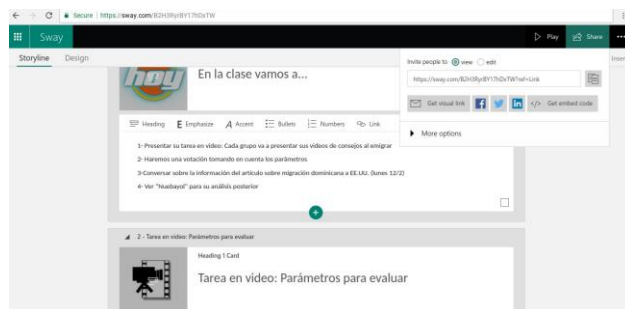 Secure | https://sway.com/B2H3RyrBY17hDxTW
Sway
Play
Share
Storyline Design
Insert
Invite people to view edit
https://sway.com/B2H3RyrBY17hDxTW?ref=Link
Get visual link
Get embed code
More options
hoy
En la clase vamos a...
Heading E Emphasize A Accent Bullets Numbers Link
1- Presentar su tarea en video: Cada grupo va a presentar sus videos de consejos al emigrar
2- Haremos una votación tomando en cuenta los parámetros
3-Conversar sobre la información del artículo sobre migración dominicana a EE.UU. (lunes 12/2)
4- Ver "Nuebayol" para su análisis posterior
2 - Tarea en video: Parámetros para evaluar
Heading 1 Card
Tarea en video: Parámetros para evaluar